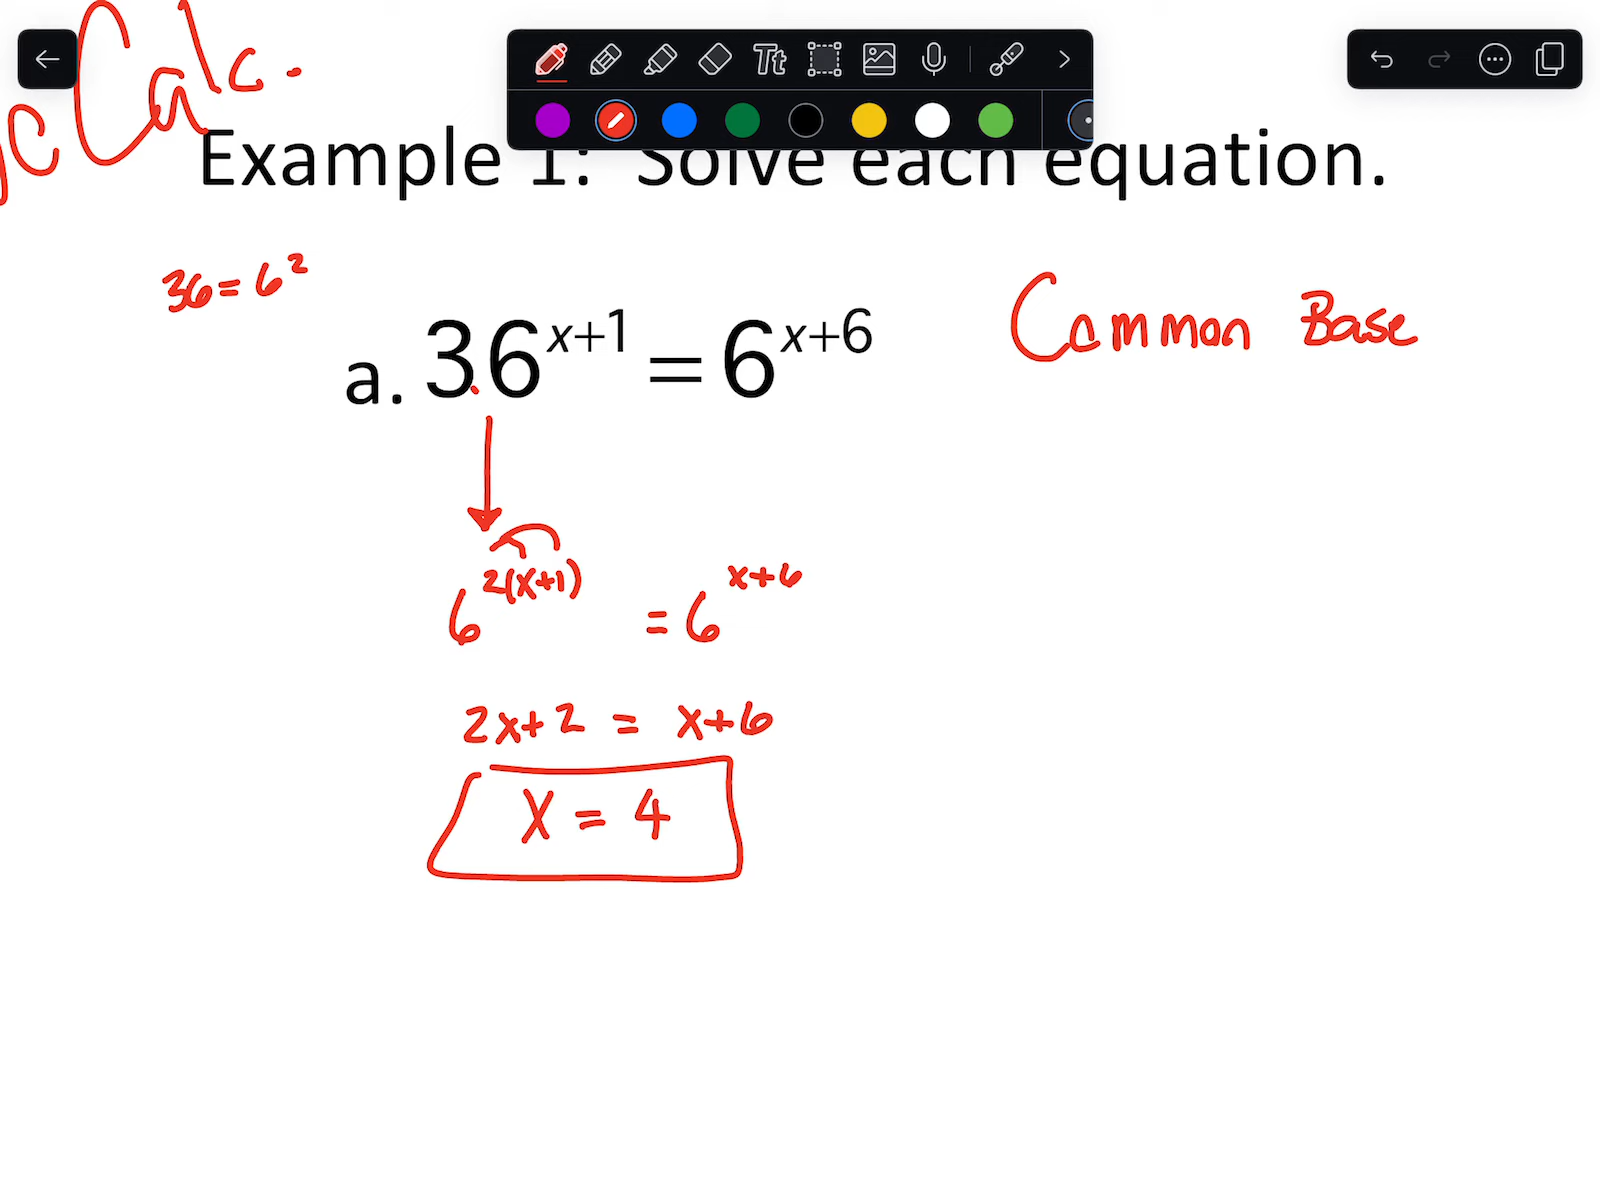 Calc.
Example 1: Solve each equation.
36 = 6²
Common Base
a. 36^{x+1} = 6^{x+6}
6^{2(x+1)} = 6^{x+6}
2x+2 = x+6
x = 4
Tt